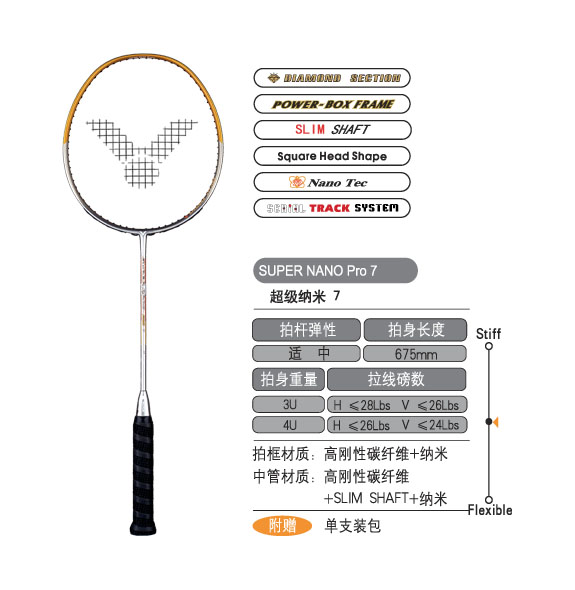 DIAMOND SECTION
POWER-BOX FRAME
SLIM SHAFT
Square Head Shape
Nano Tec
SERIAL TRACK SYSTEM
SUPER NANO Pro 7
超级纳米 7
拍杆弹性 拍身长度
适 中 675mm
拍身重量 拉线磅数
3U H ≤28Lbs V ≤26Lbs
4U H ≤26Lbs V ≤24Lbs
Stiff
拍框材质：高刚性碳纤维+纳米
中管材质：高刚性碳纤维
+SLIM SHAFT+纳米
Flexible
附赠 单支装包